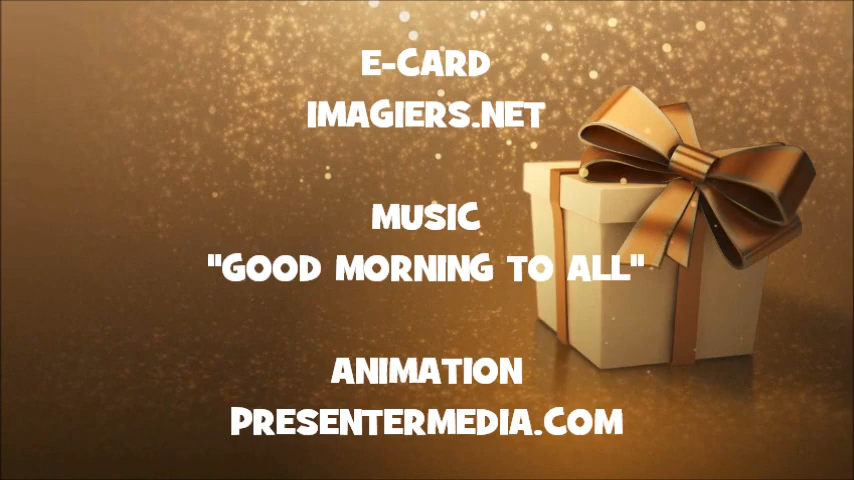 E-CARD
IMAGIERS.NET
MUSIC
"GOOD MORNING TO ALL"
ANIMATION
PRESENTERMEDIA.COM